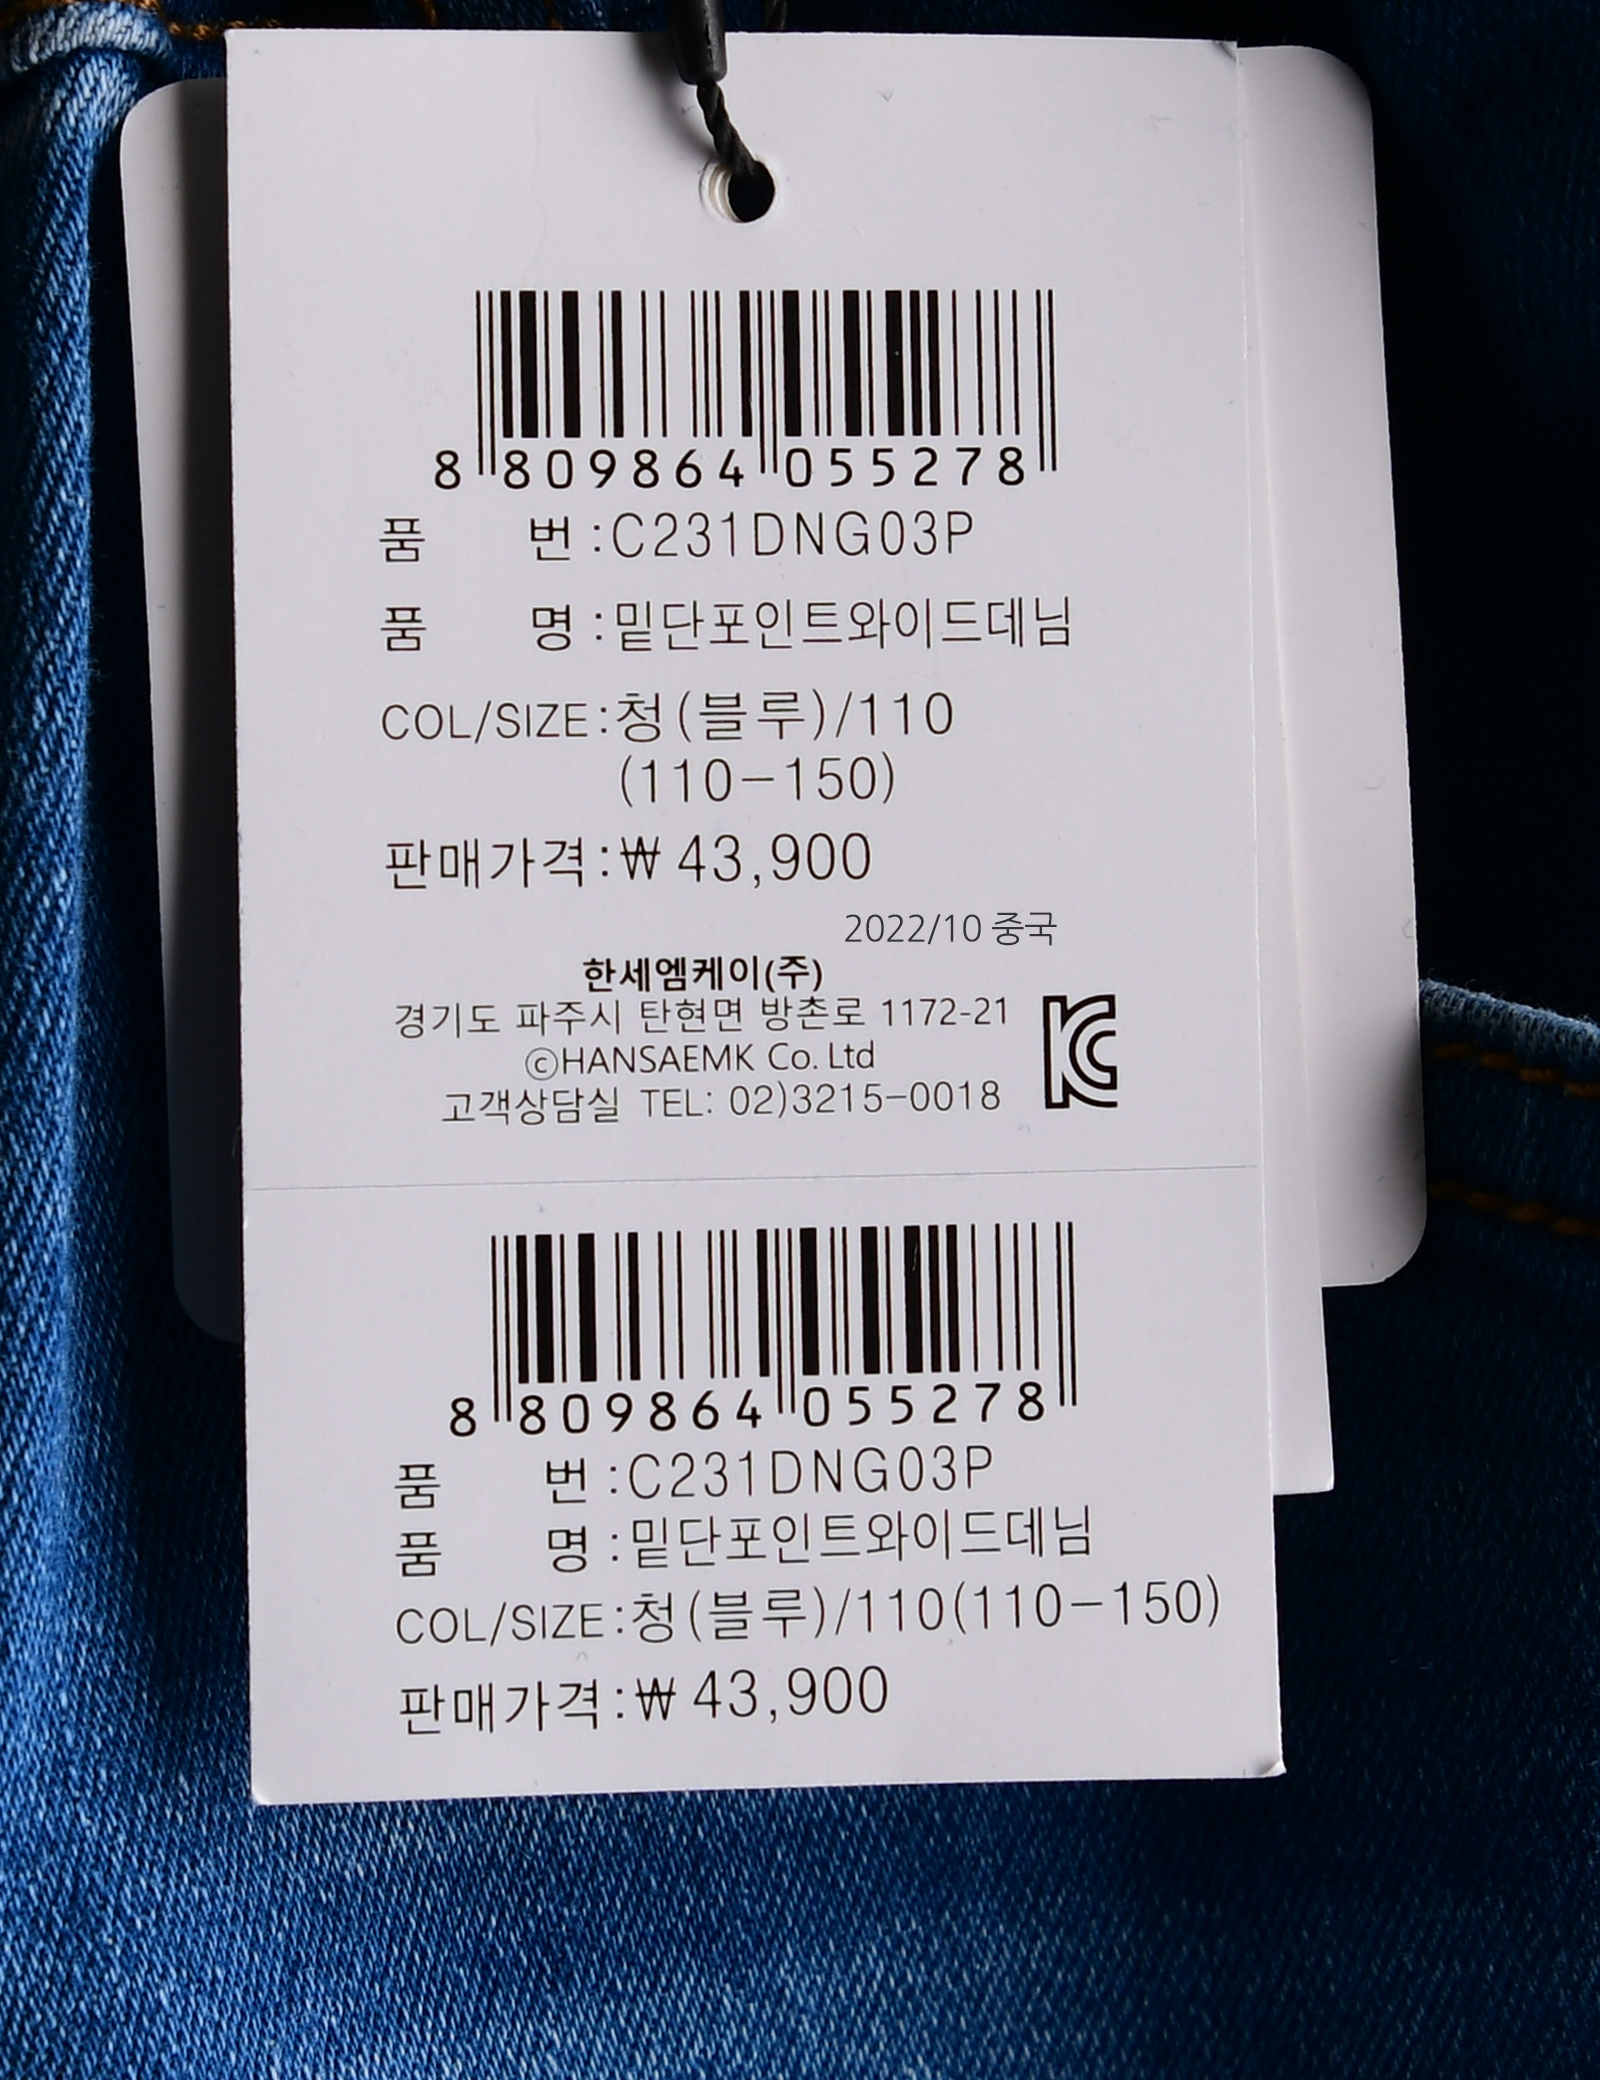 8 809864 055278
품 번 :C231DNG03P
품 명 :밑단포인트와이드데님
COL/SIZE:청(블루)/110
(110-150)
판매가격:₩ 43,900
2022/10 중국
한세엠케이(주)
경기도 파주시 탄현면 방촌로 1172-21
ⓒHANSAEMK Co. Ltd
고객상담실 TEL: 02)3215-0018
KC
8 809864 055278
품 번 :C231DNG03P
품 명 :밑단포인트와이드데님
COL/SIZE:청(블루)/110(110-150)
판매가격:₩ 43,900